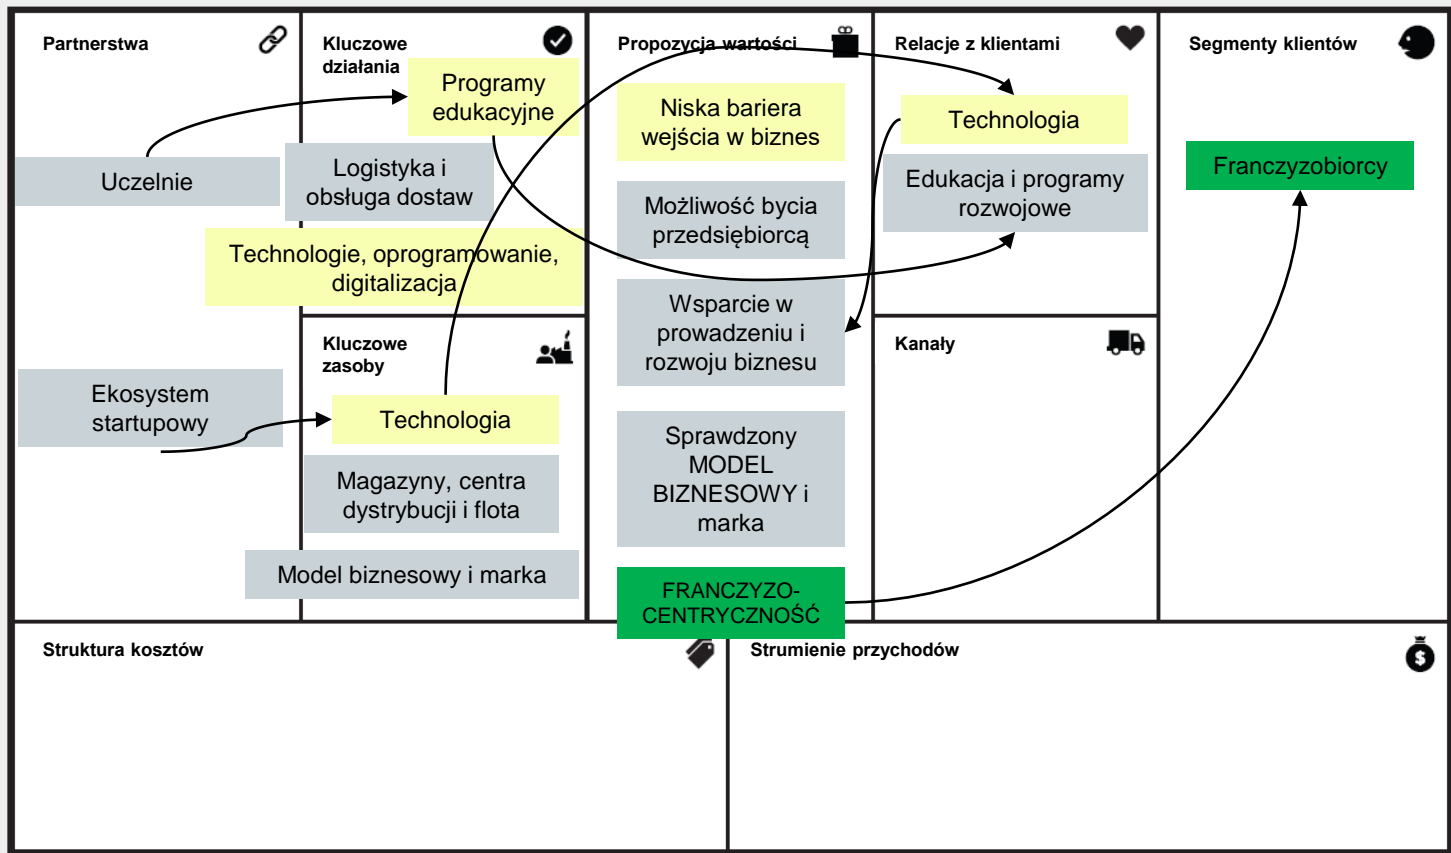 Partnerstwa
Uczelnie
Ekosystem
startupowy
Kluczowe
działania
Programy
edukacyjne
Logistyka i
obsługa dostaw
Technologie, oprogramowanie,
digitalizacja
Kluczowe
zasoby
Technologia
Magazyny, centra
dystrybucji i flota
Model biznesowy i marka
Propozycja wartości
Niska bariera
wejścia w biznes
Możliwość bycia
przedsiębiorcą
Wsparcie w
prowadzeniu i
rozwoju biznesu
Sprawdzony
MODEL
BIZNESOWY i
marka
FRANCZYZO-
CENTRYCZNOŚĆ
Relacje z klientami
Technologia
Edukacja i programy
rozwojowe
Kanały
Segmenty klientów
Franczyzobiorcy
Struktura kosztów
Strumienie przychodów
$